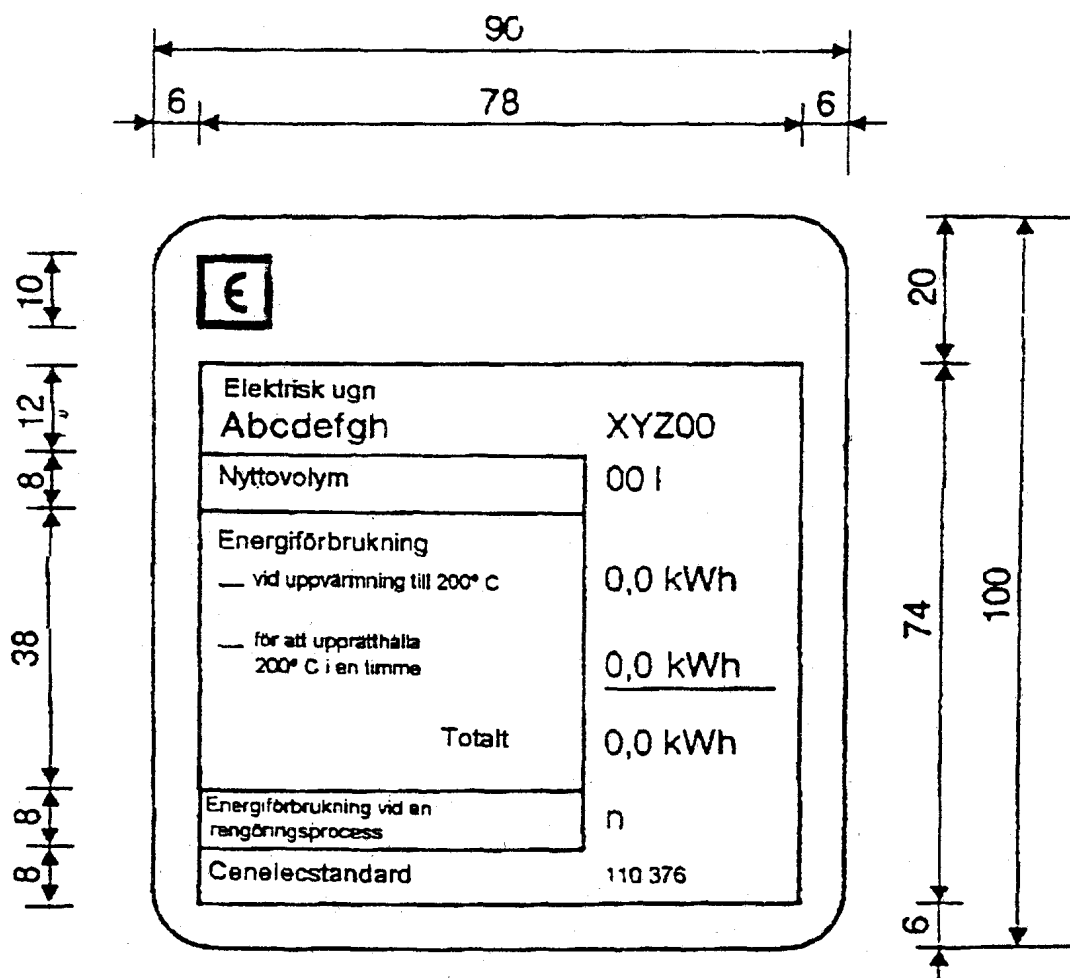 90
6 78 6
10
20
Є
12
Elektrisk ugn
Abcdefgh XYZ00
8
Nyttovolym 00 l
38
Energiförbrukning
— vid uppvärmning till 200° C 0,0 kWh
74
100
— för att upprätthålla
200° C i en timme 0,0 kWh
Totalt 0,0 kWh
8
Energiförbrukning vid en
rengöringsprocess n
8
Cenelecstandard 110 376
6